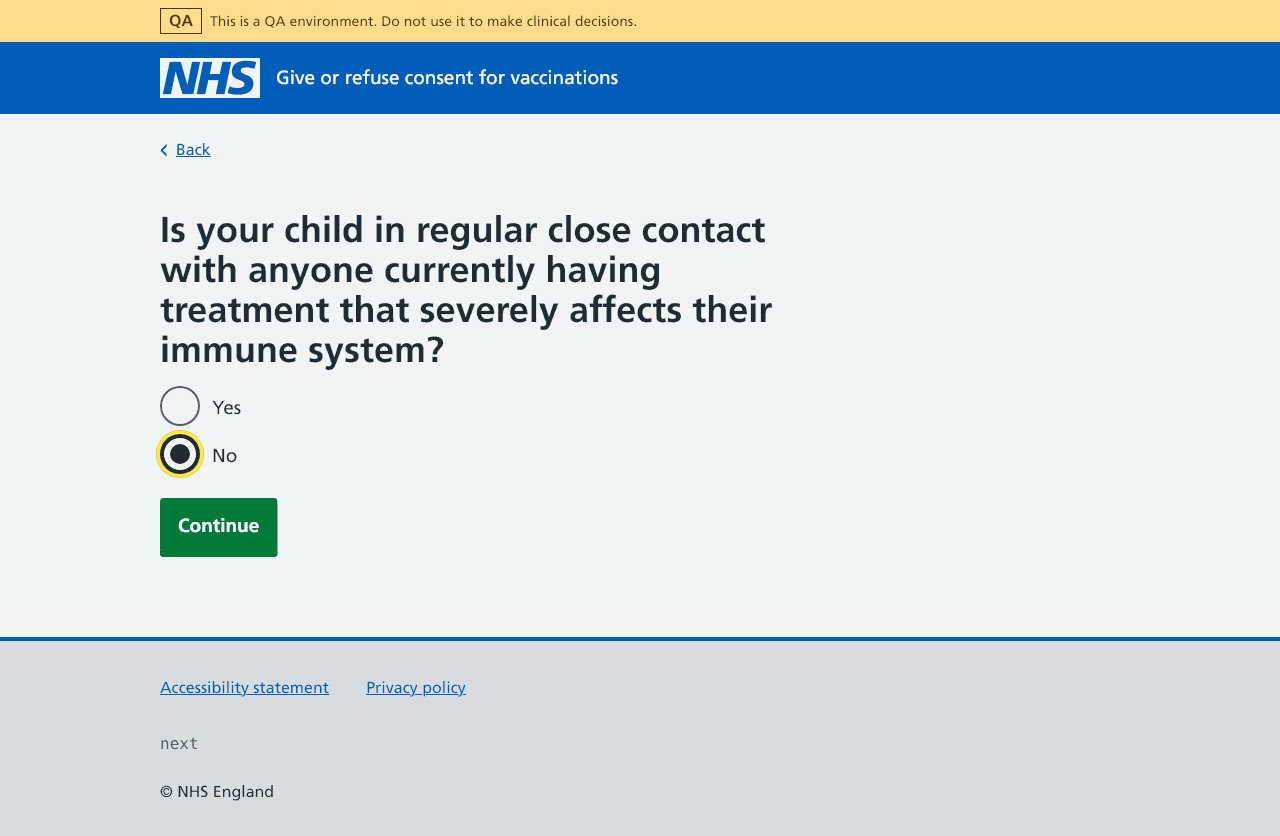 QA This is a QA environment. Do not use it to make clinical decisions.
NHS Give or refuse consent for vaccinations
Back
Is your child in regular close contact
with anyone currently having
treatment that severely affects their
immune system?
Yes
No
Continue
Accessibility statement Privacy policy
next
© NHS England